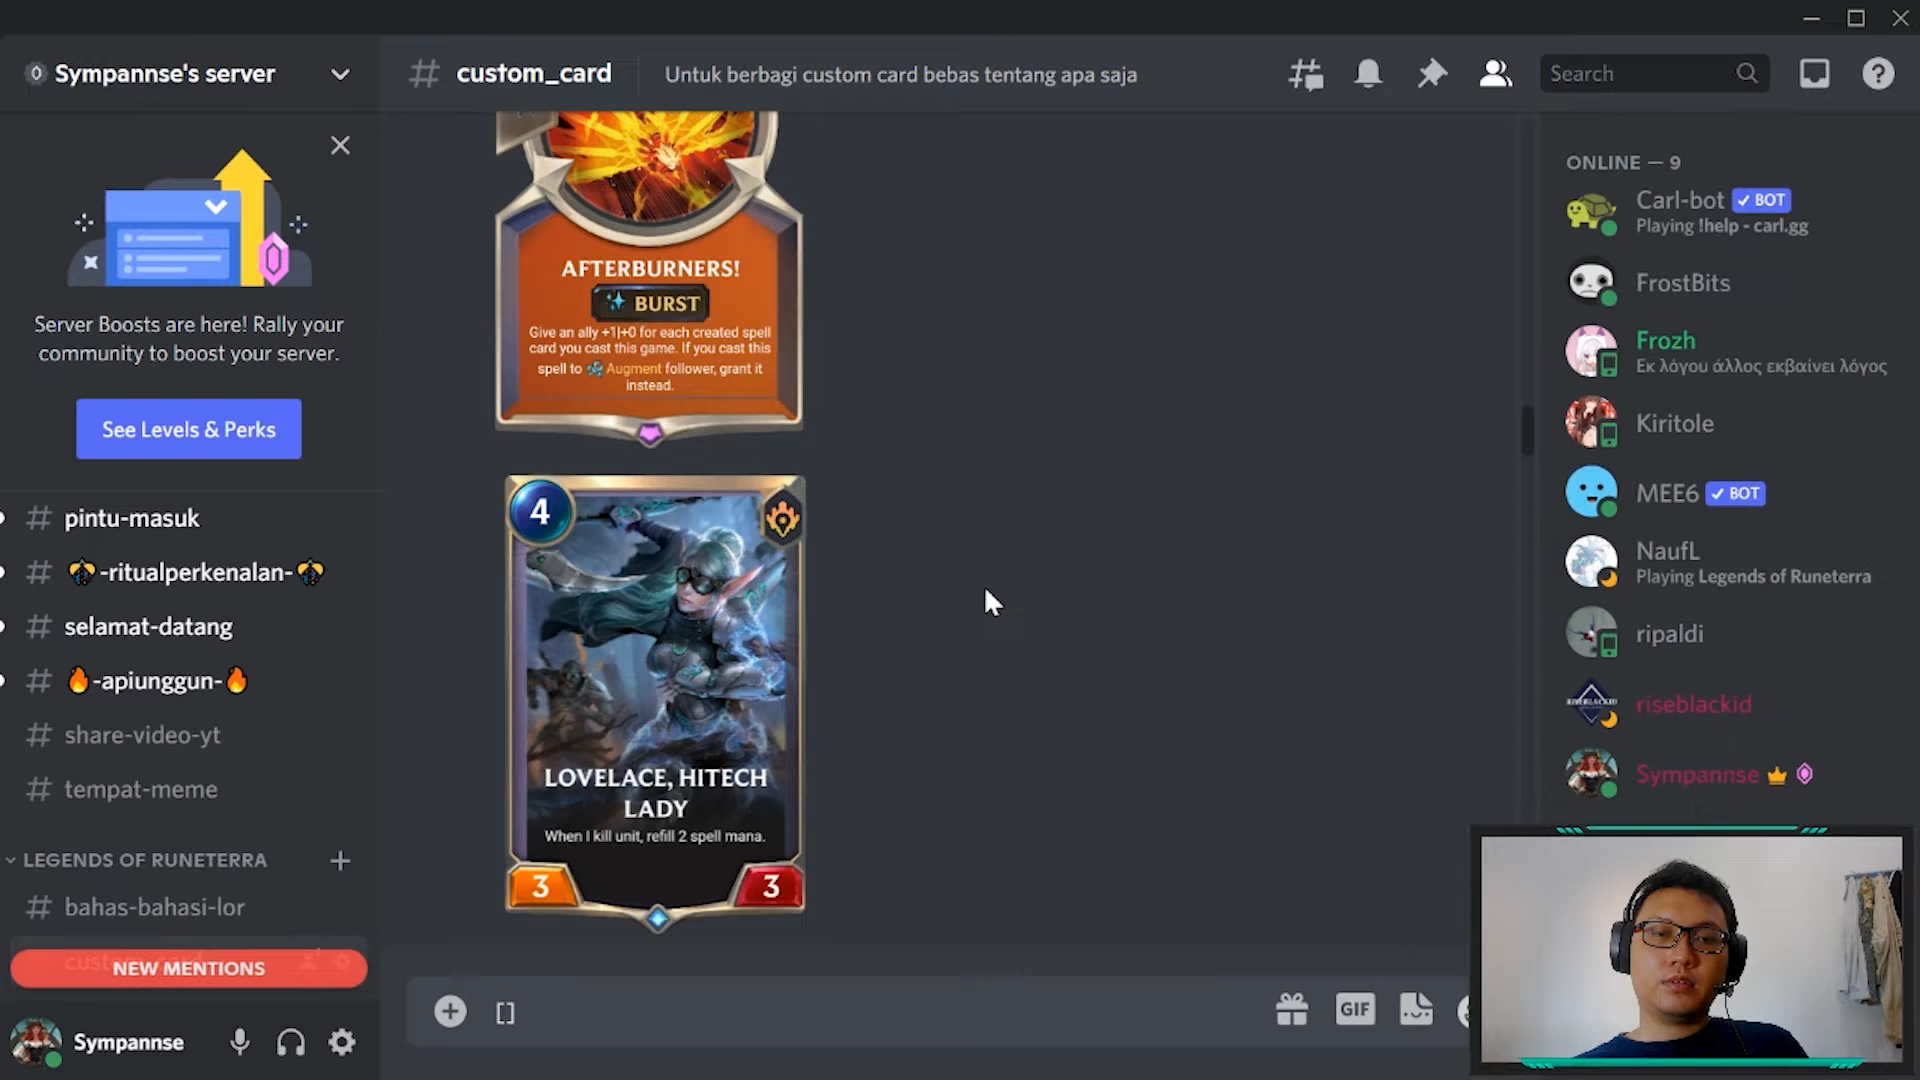 Sympannse's server
custom_card
Untuk berbagi custom card bebas tentang apa saja
Search
Server Boosts are here! Rally your
community to boost your server.
See Levels & Perks
pintu-masuk
-ritualperkenalan-
selamat-datang
-apiunggun-
share-video-yt
tempat-meme
LEGENDS OF RUNETERRA
bahas-bahasi-lor
NEW MENTIONS
Sympannse
AFTERBURNERS!
BURST
Give an ally +1|+0 for each created spell
card you cast this game. If you cast this
spell to Augment follower, grant it
instead.
4
LOVELACE, HITECH
LADY
When I kill unit, refill 2 spell mana.
3
3
[]
GIF
ONLINE — 9
Carl-bot ✓ BOT
Playing !help - carl.gg
FrostBits
Frozh
Εκ λόγου άλλος εκβαίνει λόγος
Kiritole
MEE6 ✓ BOT
NaufL
Playing Legends of Runeterra
ripaldi
riseblackid
Sympannse